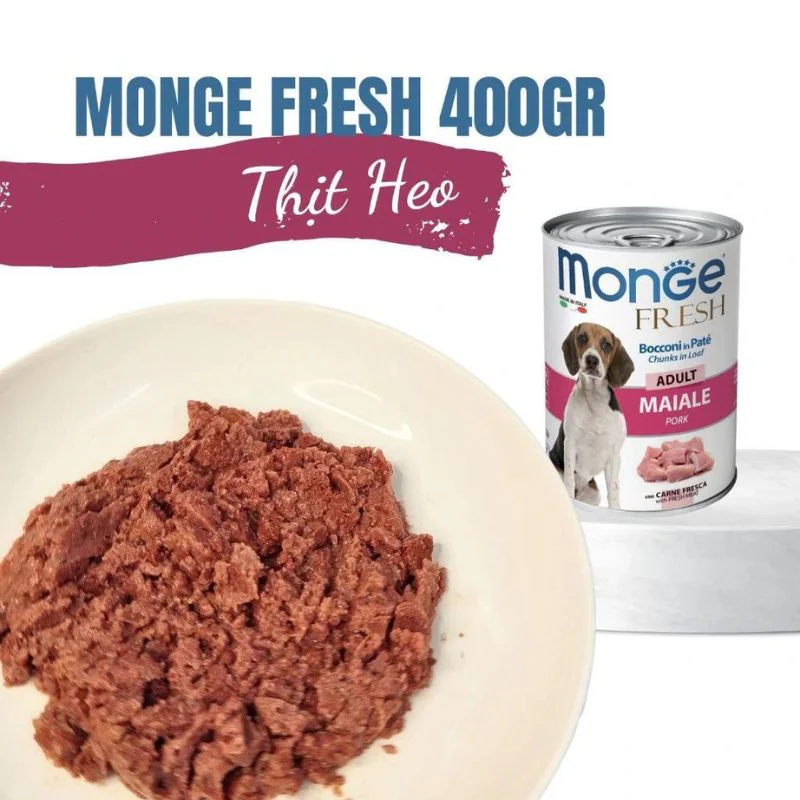 MONGE FRESH 400GR
Thịt Heo
MONGE
FRESH
MADE IN ITALY
Bocconi in Paté
Chunks in Loaf
ADULT
MAIALE
PORK
con CARNE FRESCA
with FRESH MEAT